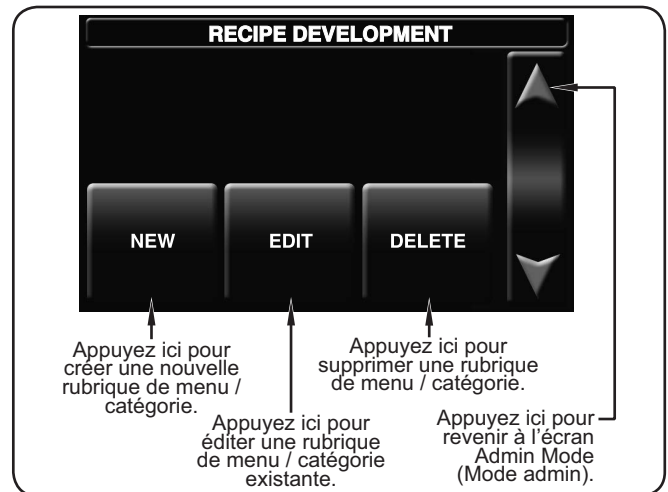 RECIPE DEVELOPMENT
NEW
EDIT
DELETE
Appuyez ici pour
créer une nouvelle
rubrique de menu /
catégorie.
Appuyez ici pour
éditer une rubrique
de menu / catégorie
existante.
Appuyez ici pour
supprimer une rubrique
de menu / catégorie.
Appuyez ici pour
revenir à l'écran
Admin Mode
(Mode admin).